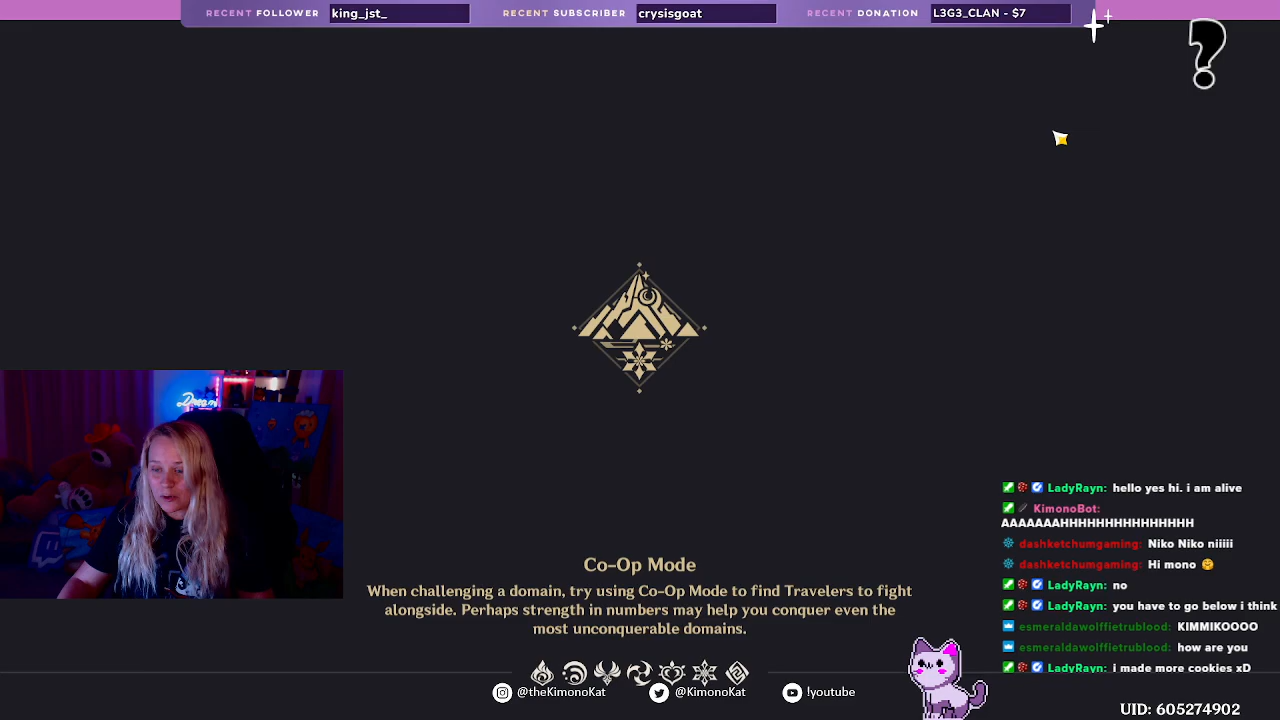 RECENT FOLLOWER king_jst_ RECENT SUBSCRIBER crysisgoat RECENT DONATION L3G3_CLAN - $7
?
Dream
LadyRayn: hello yes hi. i am alive
KimonoBot:
AAAAAAAHHHHHHHHHHHHHHH
dashketchumgaming: Niko Niko niiiii
dashketchumgaming: Hi mono 🤗
LadyRayn: no
LadyRayn: you have to go below i think
esmeraldawolffietrublood: KIMMIKOOOO
esmeraldawolffietrublood: how are you
LadyRayn: i made more cookies xD
Co-Op Mode
When challenging a domain, try using Co-Op Mode to find Travelers to fight
alongside. Perhaps strength in numbers may help you conquer even the
most unconquerable domains.
@theKimonoKat @KimonoKat !youtube
UID: 605274902